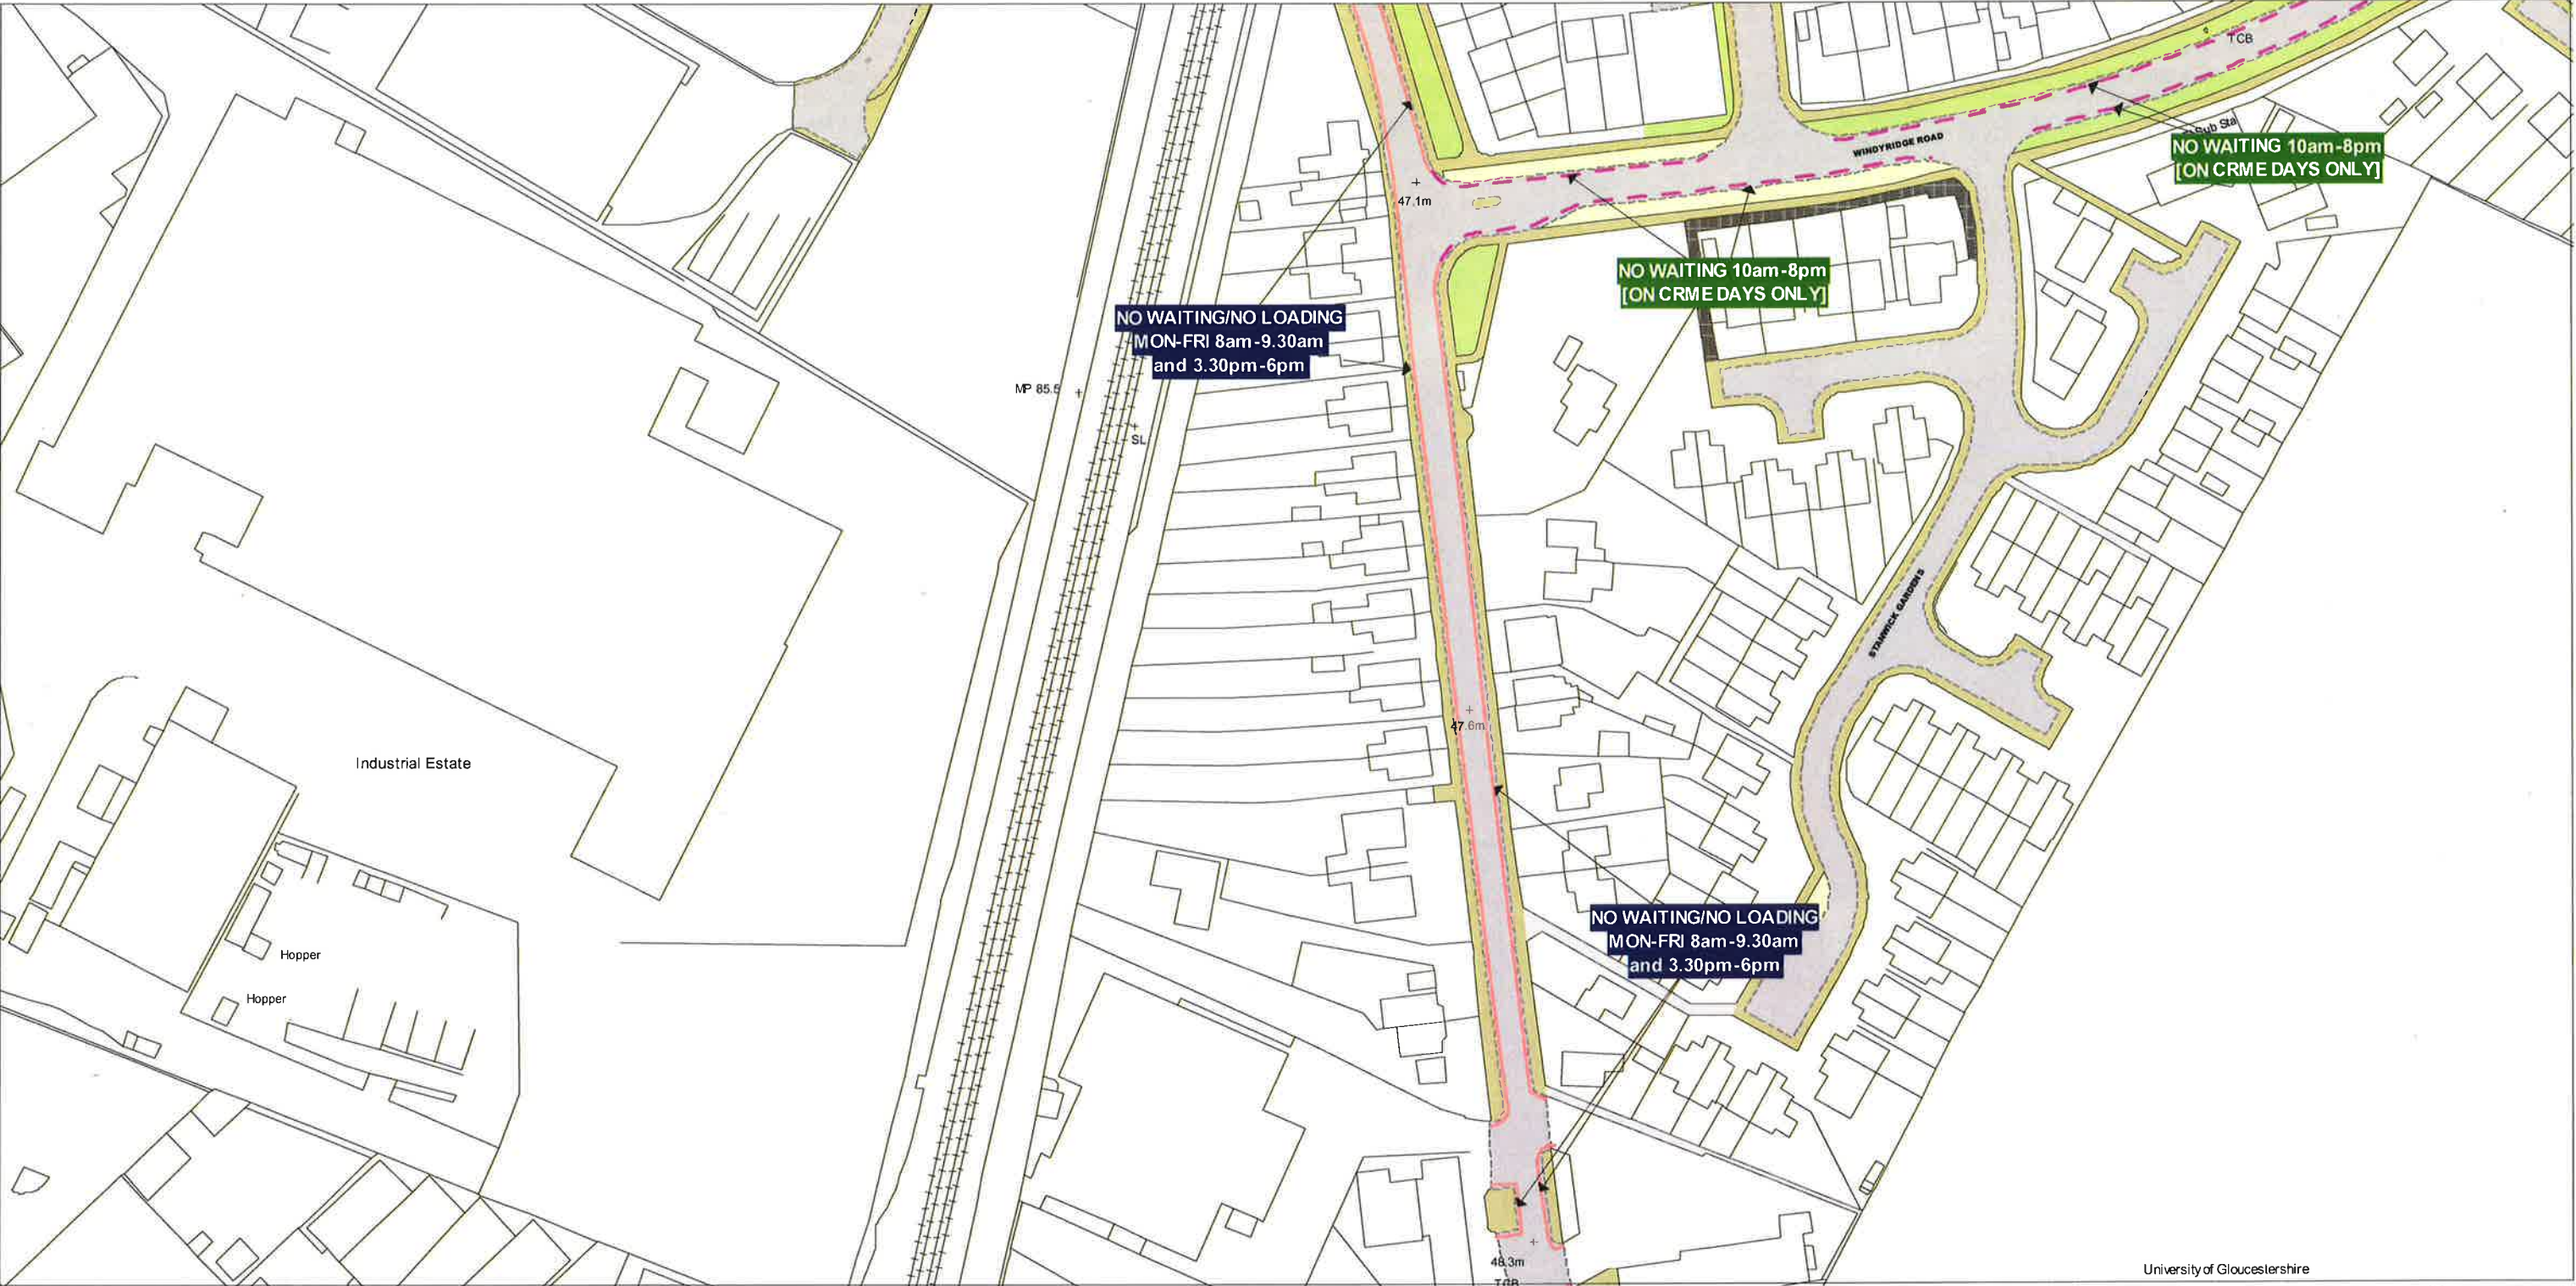 TCB
Sub Sta
WINDYRIDGE ROAD
NO WAITING 10am-8pm
[ON CRME DAYS ONLY]
47.1m
NO WAITING 10am-8pm
[ON CRME DAYS ONLY]
NO WAITING/NO LOADING
MON-FRI 8am-9.30am
and 3.30pm-6pm
MP 85.5
SL
STANWICK GARDENS
47.6m
Industrial Estate
NO WAITING/NO LOADING
MON-FRI 8am-9.30am
and 3.30pm-6pm
Hopper
Hopper
48.3m
TCB
University of Gloucestershire